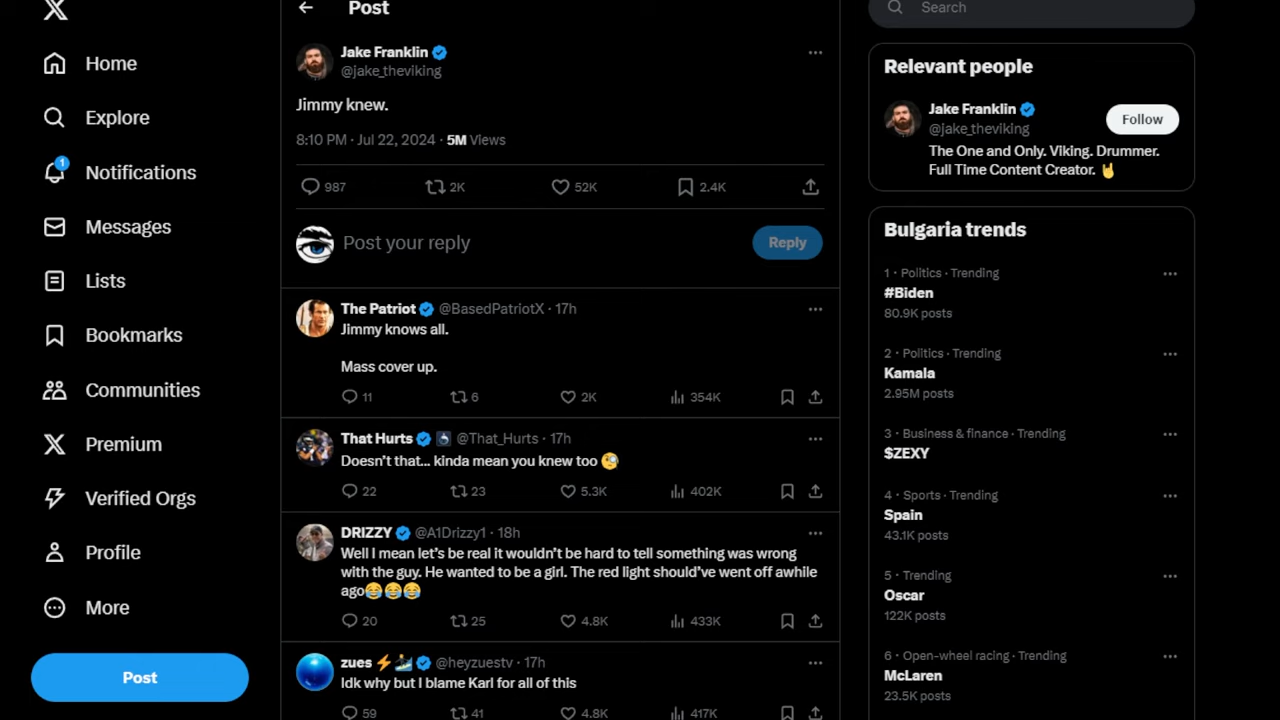 Post
Search
Home
Explore
1
Notifications
Messages
Lists
Bookmarks
Communities
Premium
Verified Orgs
Profile
More
Post
Jake Franklin
@jake_theviking
Jimmy knew.
8:10 PM · Jul 22, 2024 · 5M Views
987 2K 52K 2.4K
Post your reply
Reply
The Patriot @BasedPatriotX · 17h
Jimmy knows all.
Mass cover up.
11 6 2K 354K
That Hurts @That_Hurts · 17h
Doesn't that... kinda mean you knew too 🧐
22 23 5.3K 402K
DRIZZY @A1Drizzy1 · 18h
Well I mean let's be real it wouldn't be hard to tell something was wrong
with the guy. He wanted to be a girl. The red light should've went off awhile
ago😂😂😂
20 25 4.8K 433K
zues ⚡🏄 @heyzuestv · 17h
Idk why but I blame Karl for all of this
59 41 4.8K 417K
Relevant people
Jake Franklin
@jake_theviking
Follow
The One and Only. Viking. Drummer.
Full Time Content Creator. 🤘
Bulgaria trends
1 · Politics · Trending
#Biden
80.9K posts
2 · Politics · Trending
Kamala
2.95M posts
3 · Business & finance · Trending
$ZEXY
4 · Sports · Trending
Spain
43.1K posts
5 · Trending
Oscar
122K posts
6 · Open-wheel racing · Trending
McLaren
23.5K posts